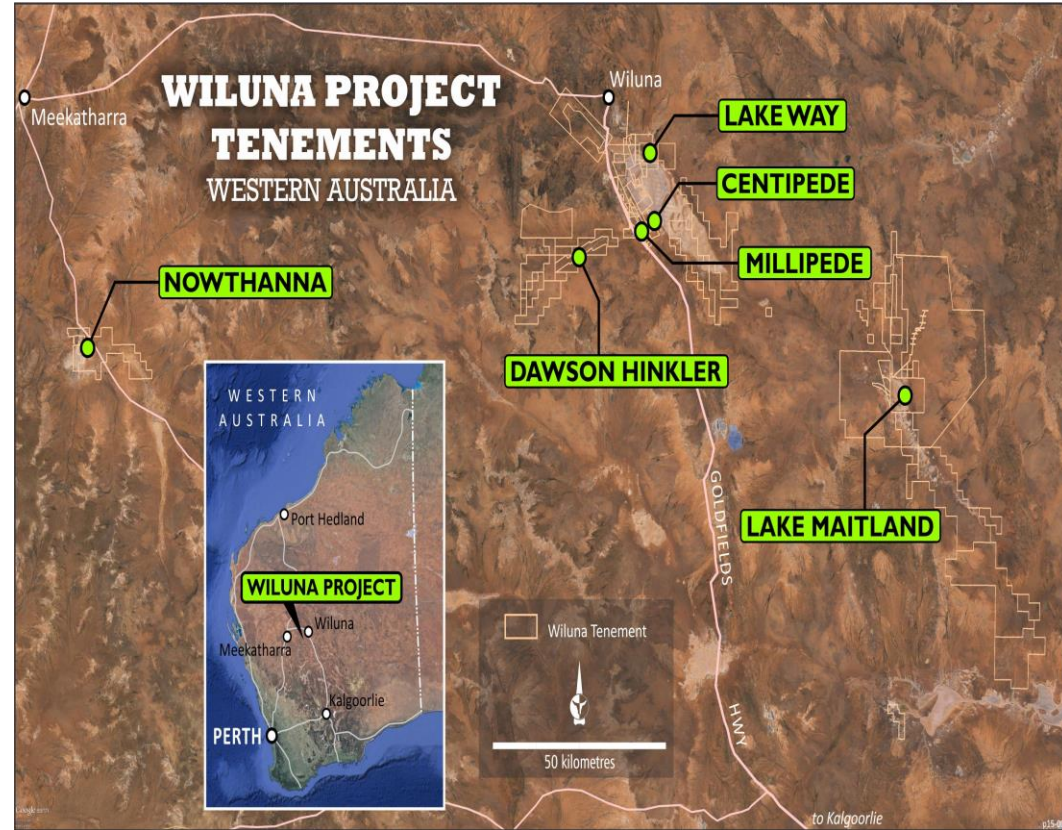 WILUNA PROJECT
TENEMENTS
WESTERN AUSTRALIA
Meekatharra
Wiluna
LAKE WAY
CENTIPEDE
MILLIPEDE
NOWTHANNA
DAWSON HINKLER
LAKE MAITLAND
GOLDFIELDS
HWY
to Kalgoorlie
WESTERN
AUSTRALIA
Port Hedland
WILUNA PROJECT
Wiluna
Meekatharra
Kalgoorlie
PERTH
Wiluna Tenement
50 kilometres